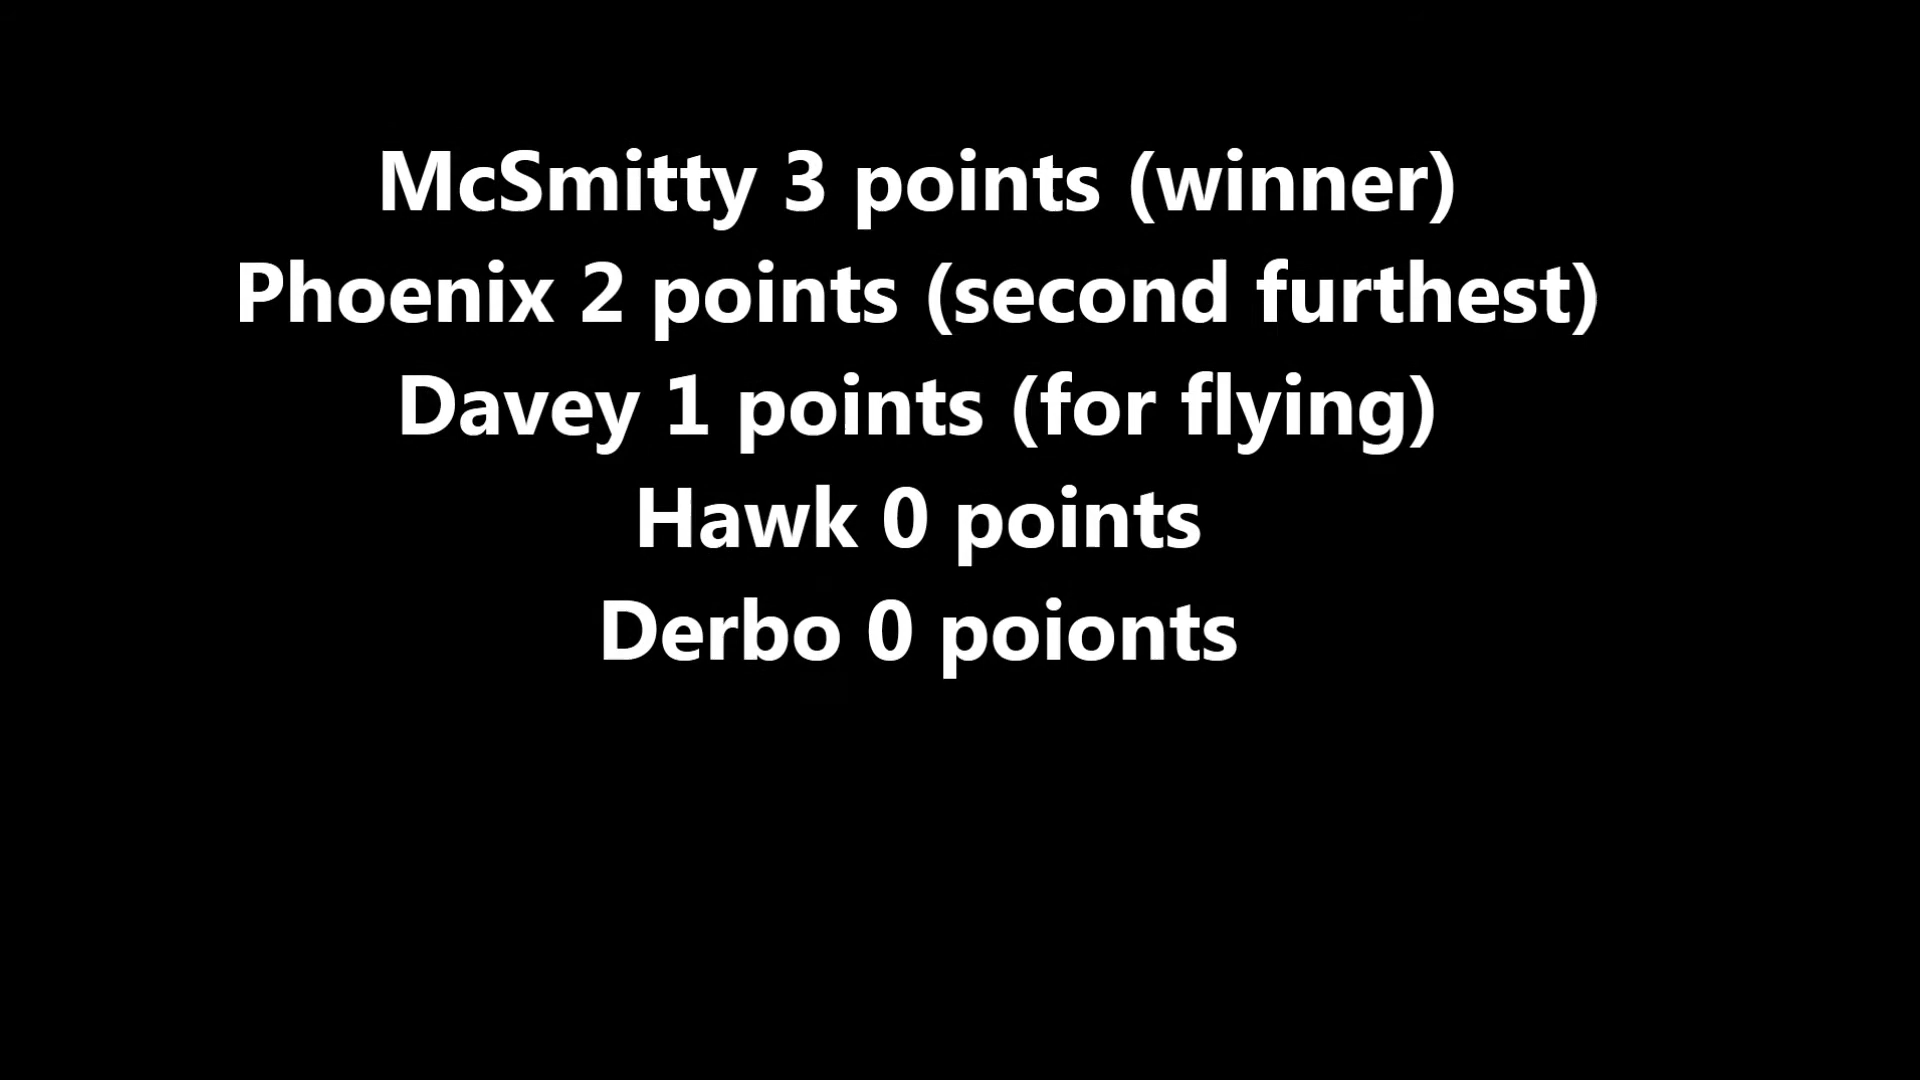 McSmitty 3 points (winner)
Phoenix 2 points (second furthest)
Davey 1 points (for flying)
Hawk 0 points
Derbo 0 poionts